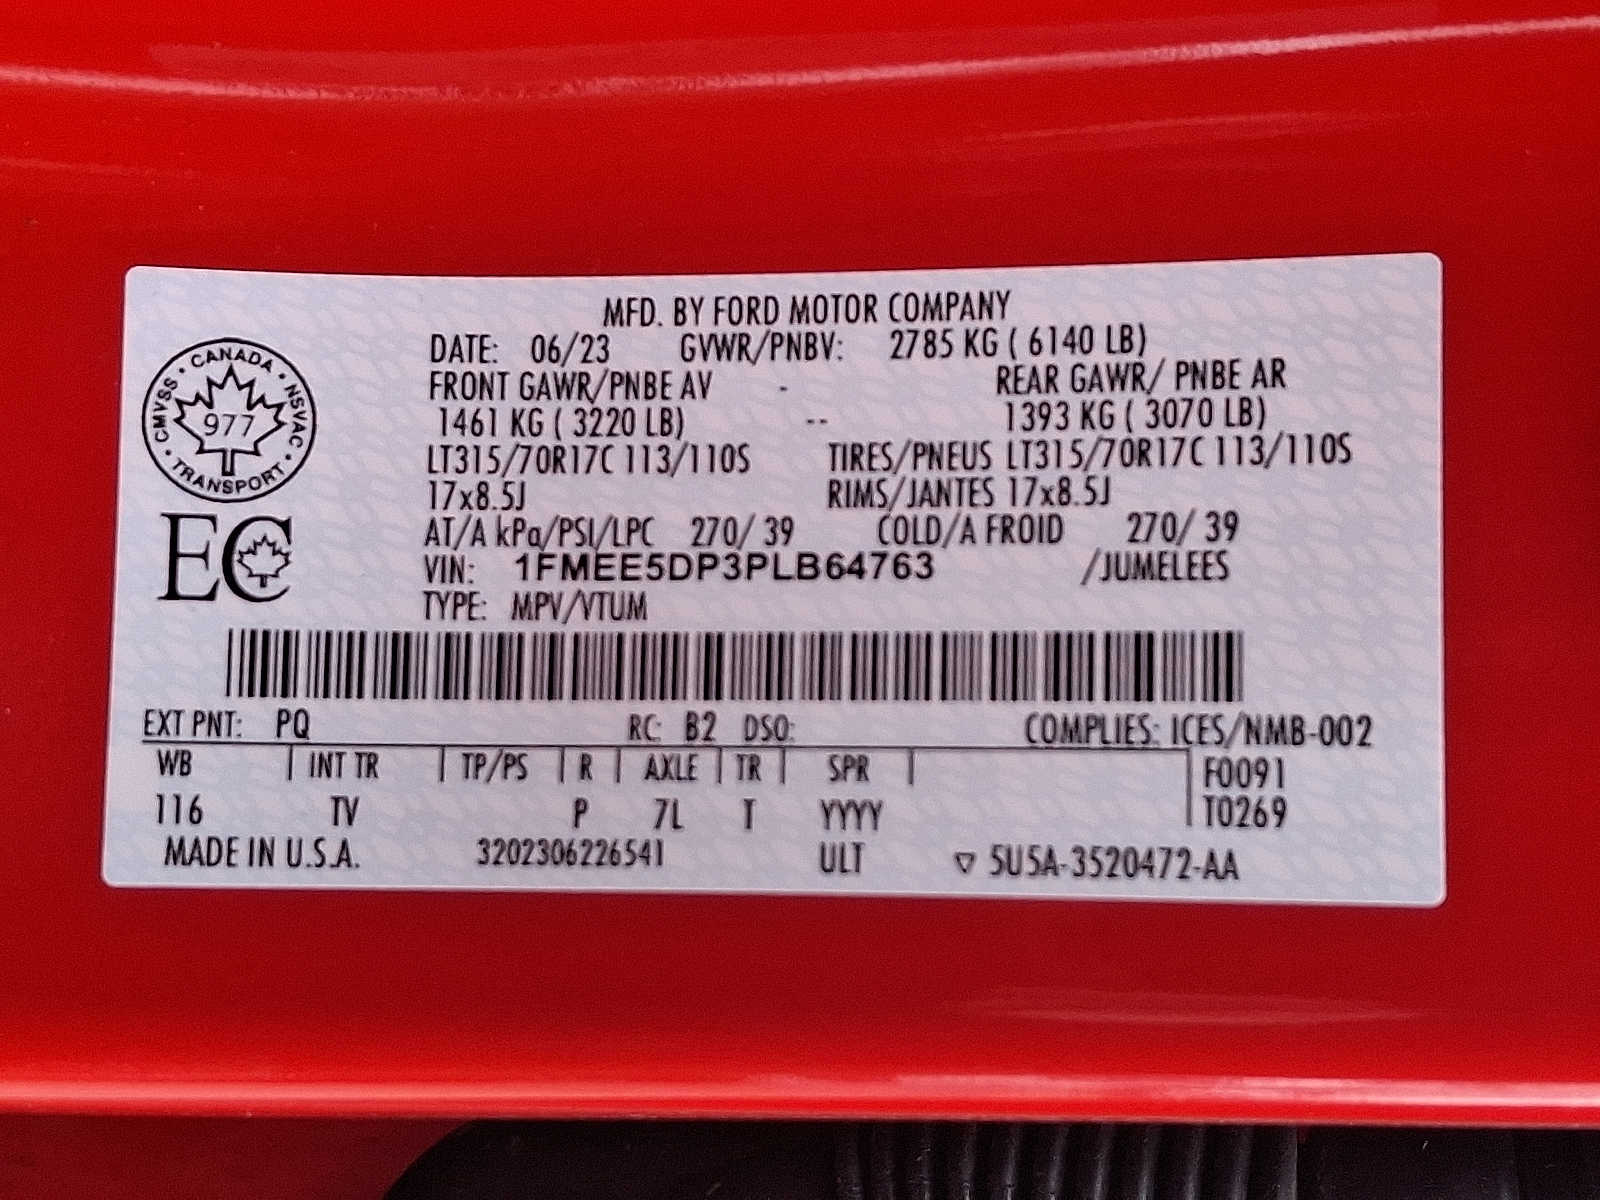 MFD. BY FORD MOTOR COMPANY
DATE: 06/23 GVWR/PNBV: 2785 KG ( 6140 LB)
FRONT GAWR/PNBE AV - REAR GAWR/ PNBE AR
1461 KG ( 3220 LB) -- 1393 KG ( 3070 LB)
LT315/70R17C 113/110S TIRES/PNEUS LT315/70R17C 113/110S
17x8.5J RIMS/JANTES 17x8.5J
AT/A kPa/PSI/LPC 270/ 39 COLD/A FROID 270/ 39
VIN: 1FMEE5DP3PLB64763 /JUMELEES
TYPE: MPV/VTUM
CANADA · NSVAC · TRANSPORT · CMVSS ·
977
EC
EXT PNT: PQ RC: B2 DSO: COMPLIES: ICES/NMB-002
WB | INT TR | TP/PS | R | AXLE | TR | SPR | F0091
116 TV P 7L T YYYY T0269
MADE IN U.S.A. 3202306226541 ULT ▽ 5U5A-3520472-AA